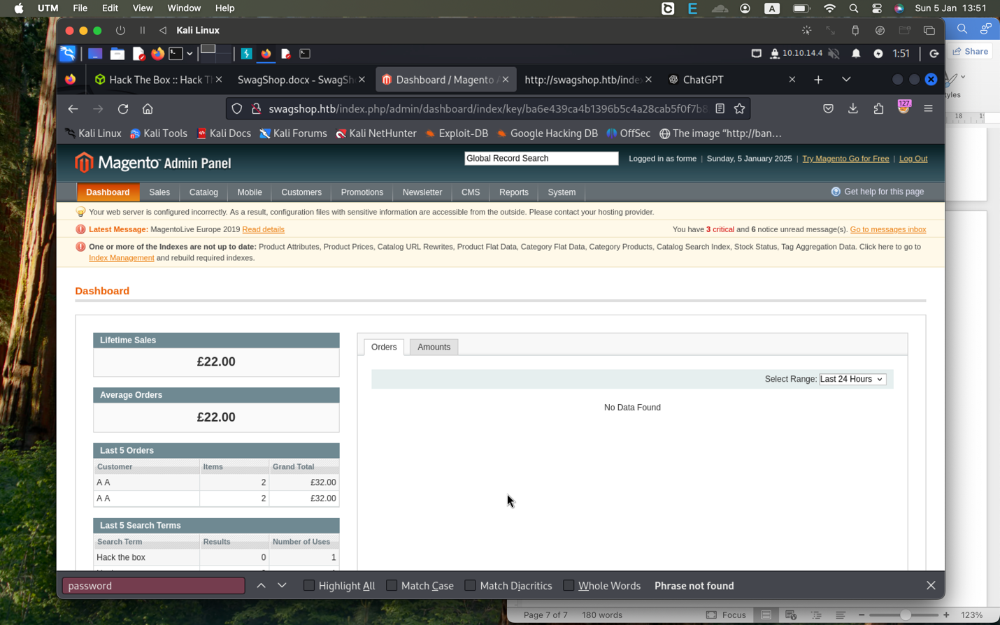 UTM File Edit View Window Help
A Sun 5 Jan 13:51
Kali Linux
10.10.14.4 1:51
Share
Hack The Box :: Hack Th
SwagShop.docx - SwagSh
Dashboard / Magento A
http://swagshop.htb/index
ChatGPT
swagshop.htb/index.php/admin/dashboard/index/key/ba6e439ca4b1396b5c4a28cab5f0f7b8
127
Kali Linux Kali Tools Kali Docs Kali Forums Kali NetHunter Exploit-DB Google Hacking DB OffSec The image "http://ban…
Magento Admin Panel
Global Record Search
Logged in as forme | Sunday, 5 January 2025 | Try Magento Go for Free | Log Out
Dashboard Sales Catalog Mobile Customers Promotions Newsletter CMS Reports System
Get help for this page
Your web server is configured incorrectly. As a result, configuration files with sensitive information are accessible from the outside. Please contact your hosting provider.
Latest Message: MagentoLive Europe 2019 Read details
You have 3 critical and 6 notice unread message(s). Go to messages inbox
One or more of the Indexes are not up to date: Product Attributes, Product Prices, Catalog URL Rewrites, Product Flat Data, Category Flat Data, Category Products, Catalog Search Index, Stock Status, Tag Aggregation Data. Click here to go to
Index Management and rebuild required indexes.
Dashboard
Lifetime Sales
£22.00
Average Orders
£22.00
Last 5 Orders
Customer Items Grand Total
A A 2 £32.00
A A 2 £32.00
Last 5 Search Terms
Search Term Results Number of Uses
Hack the box 0 1
Orders Amounts
Select Range: Last 24 Hours
No Data Found
password
Highlight All Match Case Match Diacritics Whole Words Phrase not found
18
Page 7 of 7 180 words Focus 123%